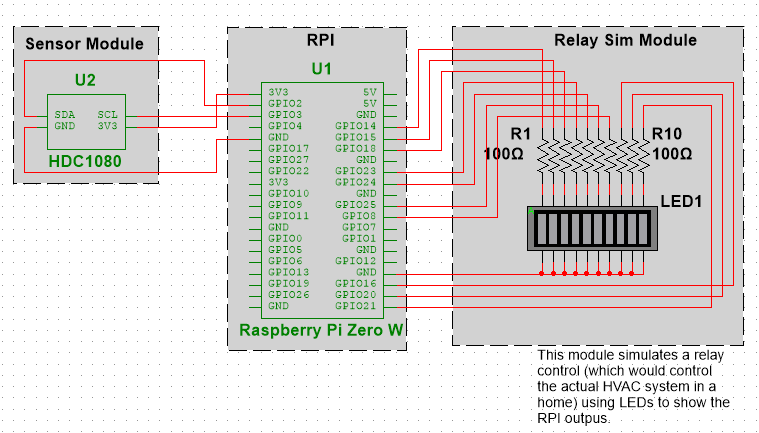 Sensor Module
RPI
Relay Sim Module
U2
U1
SDA SCL
GND 3V3
HDC1080
3V3 5V
GPIO2 5V
GPIO3 GND
GPIO4 GPIO14
GND GPIO15
GPIO17 GPIO18
GPIO27 GND
GPIO22 GPIO23
3V3 GPIO24
GPIO10 GND
GPIO9 GPIO25
GPIO11 GPIO8
GND GPIO7
GPIO0 GPIO1
GPIO5 GND
GPIO6 GPIO12
GPIO13 GND
GPIO19 GPIO16
GPIO26 GPIO20
GND GPIO21
Raspberry Pi Zero W
R1 R10
100Ω 100Ω
LED1
This module simulates a relay
control (which would control
the actual HVAC system in a
home) using LEDs to show the
RPI outpus.